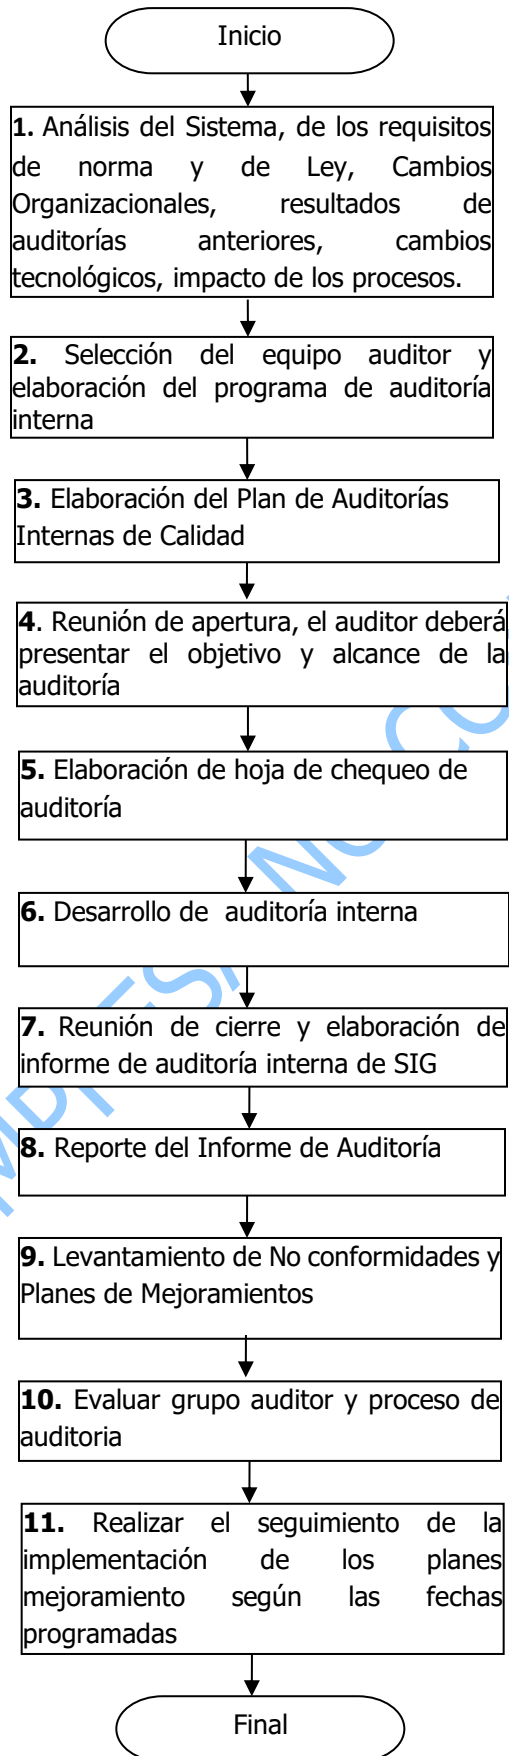 Inicio
1. Análisis del Sistema, de los requisitos
de norma y de Ley, Cambios
Organizacionales, resultados de
auditorías anteriores, cambios
tecnológicos, impacto de los procesos.
2. Selección del equipo auditor y
elaboración del programa de auditoría
interna
3. Elaboración del Plan de Auditorías
Internas de Calidad
4. Reunión de apertura, el auditor deberá
presentar el objetivo y alcance de la
auditoría
5. Elaboración de hoja de chequeo de
auditoría
6. Desarrollo de auditoría interna
7. Reunión de cierre y elaboración de
informe de auditoría interna de SIG
8. Reporte del Informe de Auditoría
9. Levantamiento de No conformidades y
Planes de Mejoramientos
10. Evaluar grupo auditor y proceso de
auditoria
11. Realizar el seguimiento de la
implementación de los planes
mejoramiento según las fechas
programadas
Final